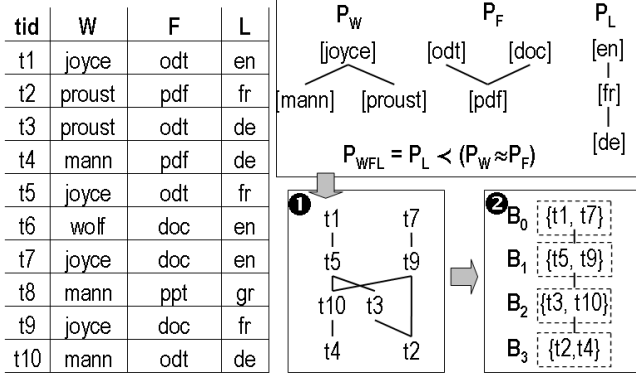 tid W F L
t1 joyce odt en
t2 proust pdf fr
t3 proust odt de
t4 mann pdf de
t5 joyce odt fr
t6 wolf doc en
t7 joyce doc en
t8 mann ppt gr
t9 joyce doc fr
t10 mann odt de
P_W P_F P_L
[joyce] [odt] [doc] [en]
[mann] [proust] [pdf] [fr]
[de]
P_WFL = P_L ≺ (P_W ≈P_F)
❶
t1 t7
t5 t9
t10 t3
t4 t2
❷
B_0 {t1, t7}
B_1 {t5, t9}
B_2 {t3, t10}
B_3 {t2,t4}